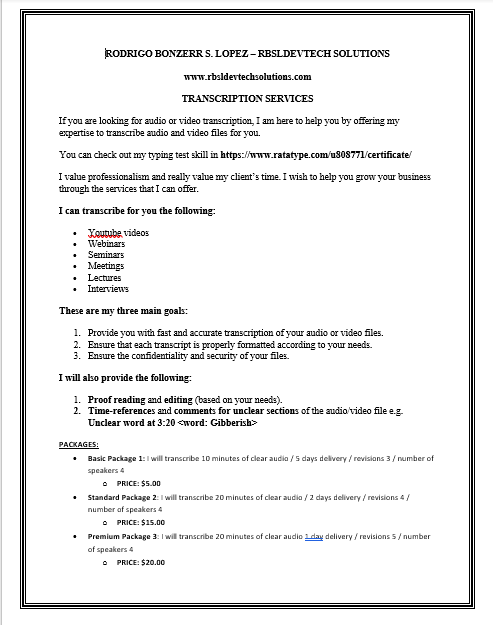 RODRIGO BONZERR S. LOPEZ – RBSLDEVTECH SOLUTIONS
www.rbsldevtechsolutions.com
TRANSCRIPTION SERVICES
If you are looking for audio or video transcription, I am here to help you by offering my
expertise to transcribe audio and video files for you.
You can check out my typing test skill in https://www.ratatype.com/u808771/certificate/
I value professionalism and really value my client’s time. I wish to help you grow your business
through the services that I can offer.
I can transcribe for you the following:
• Youtube videos
• Webinars
• Seminars
• Meetings
• Lectures
• Interviews
These are my three main goals:
1. Provide you with fast and accurate transcription of your audio or video files.
2. Ensure that each transcript is properly formatted according to your needs.
3. Ensure the confidentiality and security of your files.
I will also provide the following:
1. Proof reading and editing (based on your needs).
2. Time-references and comments for unclear sections of the audio/video file e.g.
Unclear word at 3:20 <word: Gibberish>
PACKAGES:
• Basic Package 1: I will transcribe 10 minutes of clear audio / 5 days delivery / revisions 3 / number of
speakers 4
o PRICE: $5.00
• Standard Package 2: I will transcribe 20 minutes of clear audio / 2 days delivery / revisions 4 /
number of speakers 4
o PRICE: $15.00
• Premium Package 3: I will transcribe 20 minutes of clear audio 1 day delivery / revisions 5 / number
of speakers 4
o PRICE: $20.00